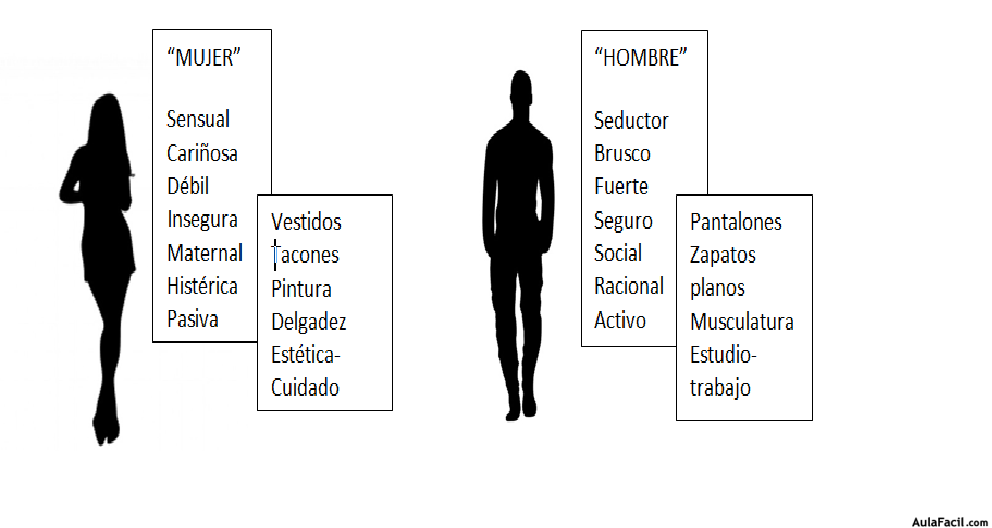 “MUJER”
Sensual
Cariñosa
Débil
Insegura
Maternal
Histérica
Pasiva
Vestidos
Tacones
Pintura
Delgadez
Estética-
Cuidado
“HOMBRE”
Seductor
Brusco
Fuerte
Seguro
Social
Racional
Activo
Pantalones
Zapatos
planos
Musculatura
Estudio-
trabajo
AulaFacil.com